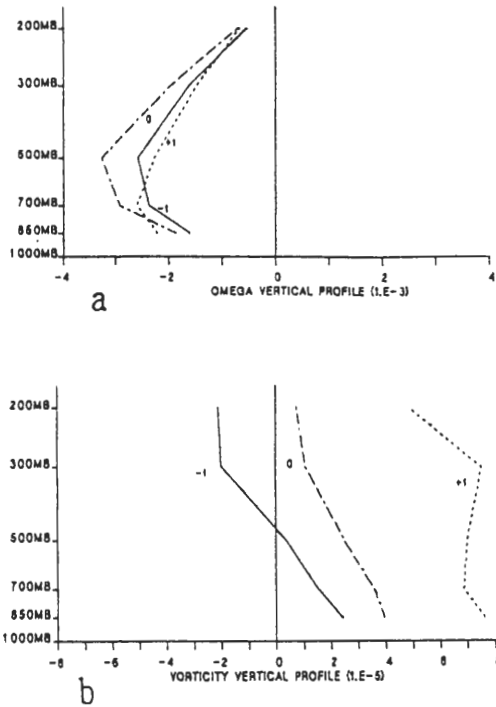 200MB
300MB
0
+1
500MB
700MB
-1
850MB
1000MB
-4 -2 0 2 4
OMEGA VERTICAL PROFILE (1.E-3)
a
200MB
300MB
-1 0 +1
500MB
700MB
850MB
1000MB
-8 -6 -4 -2 0 2 4 6 8
VORTICITY VERTICAL PROFILE (1.E-5)
b